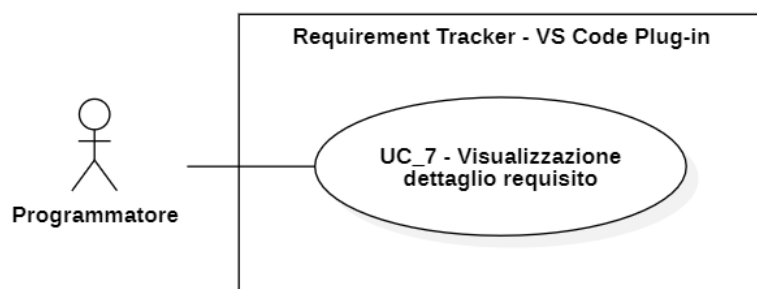 Requirement Tracker - VS Code Plug-in
UC_7 - Visualizzazione
dettaglio requisito
Programmatore